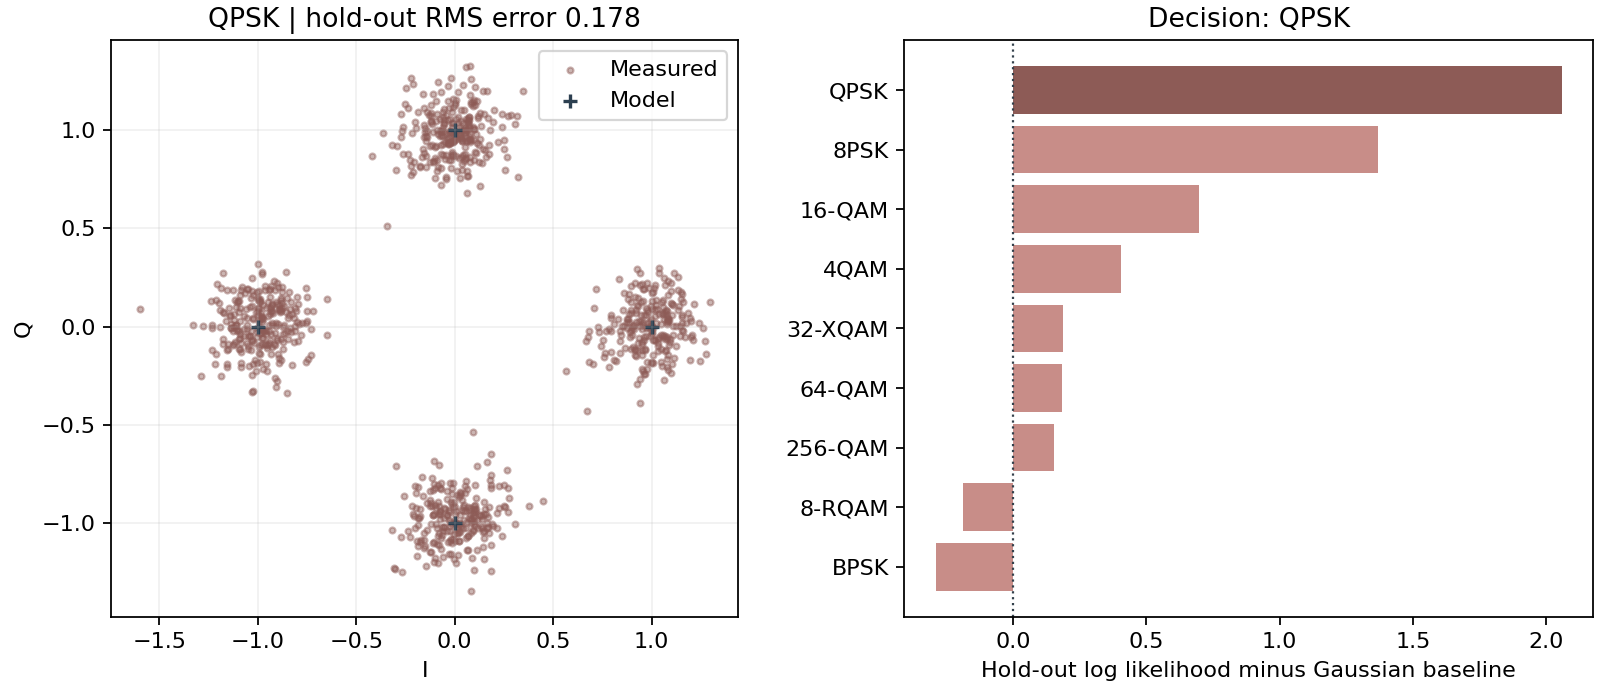 QPSK | hold-out RMS error 0.178
Measured
Model
1.0
0.5
0.0
−0.5
−1.0
Q
−1.5
−1.0
−0.5
0.0
0.5
1.0
I
Decision: QPSK
QPSK
8PSK
16-QAM
4QAM
32-XQAM
64-QAM
256-QAM
8-RQAM
BPSK
0.0
0.5
1.0
1.5
2.0
Hold-out log likelihood minus Gaussian baseline